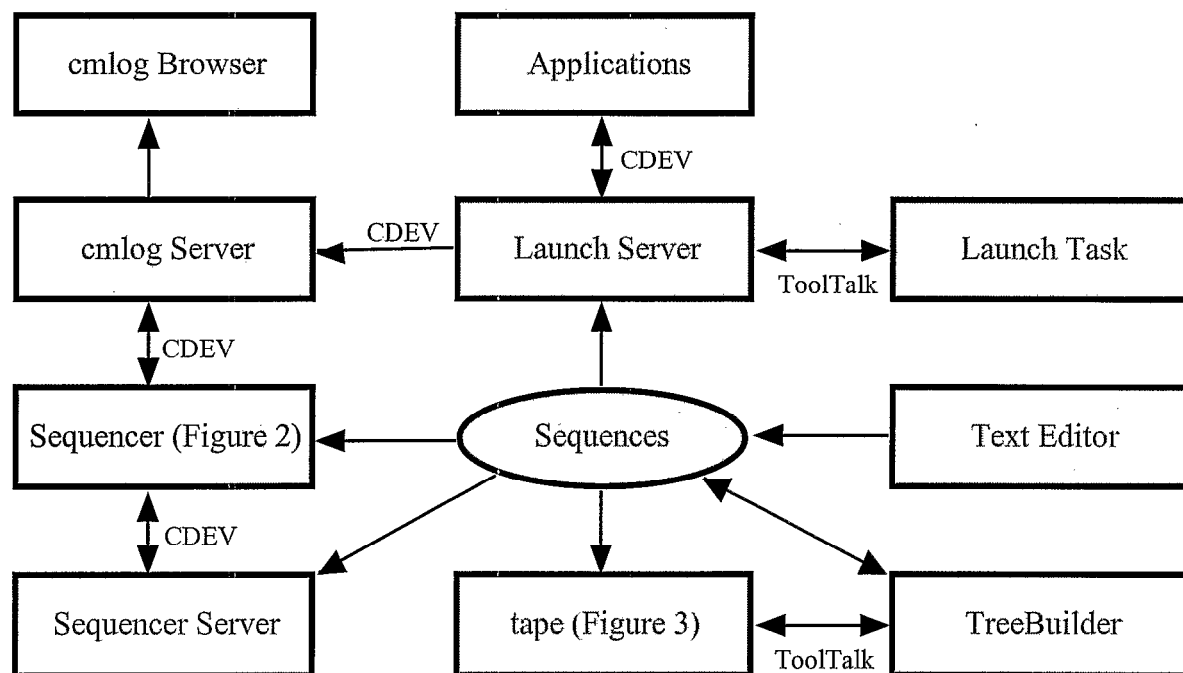 cmlog Browser
Applications
CDEV
cmlog Server
CDEV
Launch Server
ToolTalk
Launch Task
CDEV
Sequencer (Figure 2)
Sequences
Text Editor
CDEV
Sequencer Server
tape (Figure 3)
ToolTalk
TreeBuilder